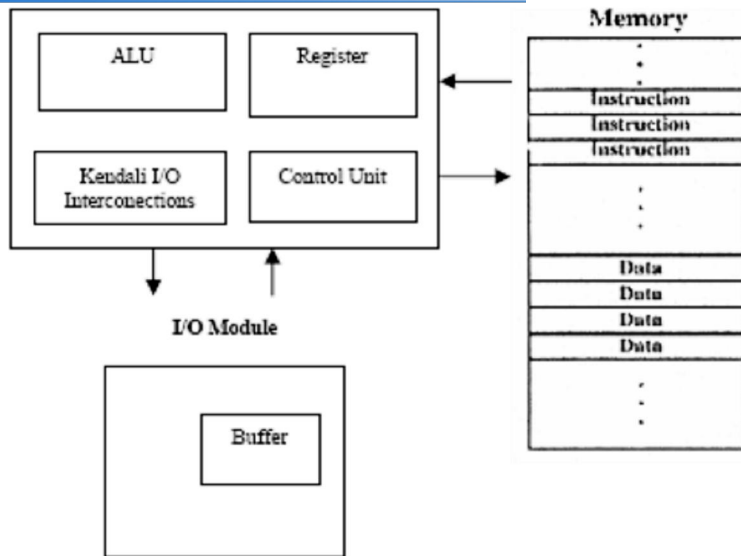 ALU
Register
Kendali I/O
Interconections
Control Unit
I/O Module
Buffer
Memory
Instruction
Instruction
Instruction
Data
Data
Data
Data